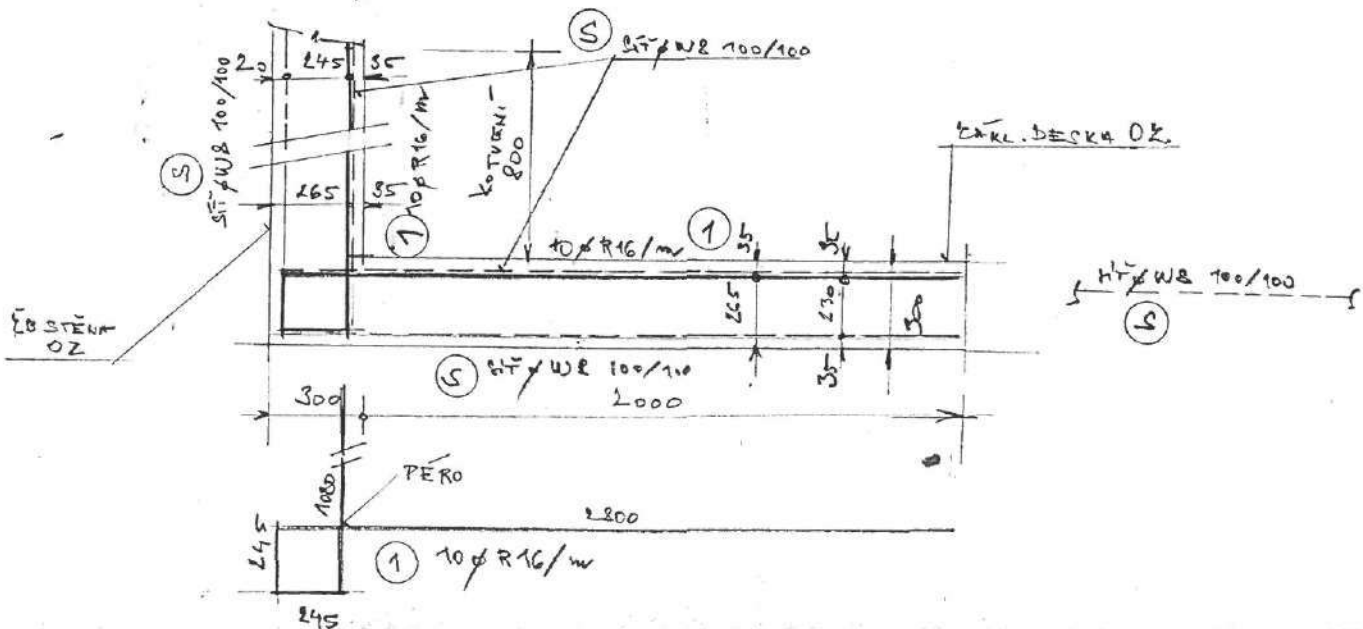 S SÍŤ ø W8 100/100
20 245 35
SÍŤ ø W8 100/100
S
10 ø R16/m
KOTVENÍ
800
ZÁKL. DESKA OZ.
265 35
1
10 ø R16/m
1
35
35
265
230
300
35
SÍŤ ø W8 100/100
S
ŽB STĚNA
OZ
S SÍŤ ø W8 100/100
300
2000
1080
PÉRO
2800
245
1 10 ø R16/m